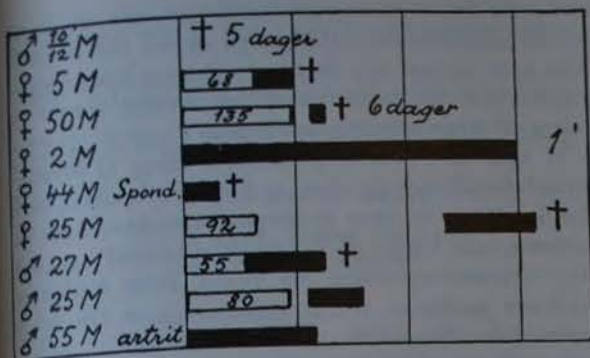 ♂ 10/12 M † 5 dager
♀ 5 M 68 †
♀ 50 M 135 † 6 dager
♀ 2 M 1'
♀ 44 M Spond. †
♀ 25 M 92 †
♂ 27 M 55 †
♂ 25 M 80
♂ 55 M artrit